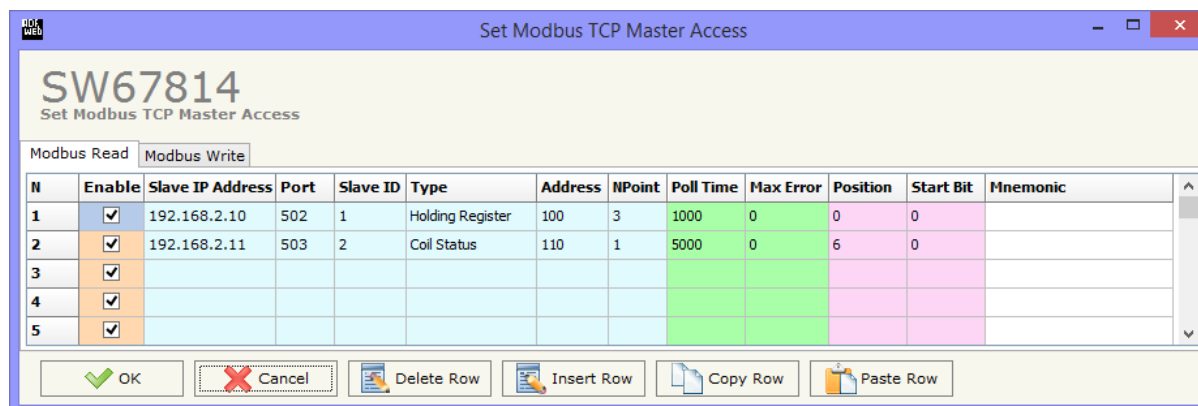 ADF
WEB
Set Modbus TCP Master Access
SW67814
Set Modbus TCP Master Access
Modbus Read Modbus Write
N Enable Slave IP Address Port Slave ID Type Address NPoint Poll Time Max Error Position Start Bit Mnemonic
1 192.168.2.10 502 1 Holding Register 100 3 1000 0 0 0
2 192.168.2.11 503 2 Coil Status 110 1 5000 0 6 0
3
4
5
OK Cancel Delete Row Insert Row Copy Row Paste Row